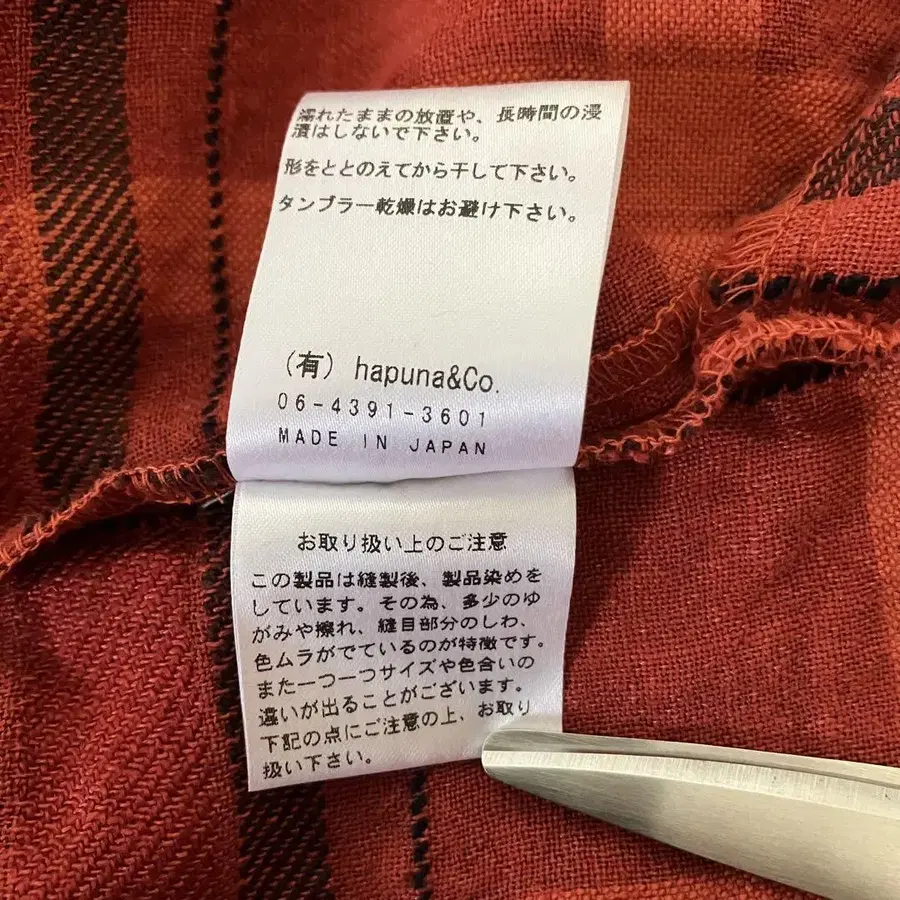 濡れたままの放置や、長時間の浸
漬はしないで下さい。
形をととのえてから干して下さい。
タンブラー乾燥はお避け下さい。
(有) hapuna&Co.
06-4391-3601
MADE IN JAPAN
お取り扱い上のご注意
この製品は縫製後、製品染めを
しています。その為、多少のゆ
がみや擦れ、縫目部分のしわ、
色ムラがでているのが特徴です。
また一つ一つサイズや色合いの
違いが出ることがございます。
下記の点にご注意の上、お取り
扱い下さい。